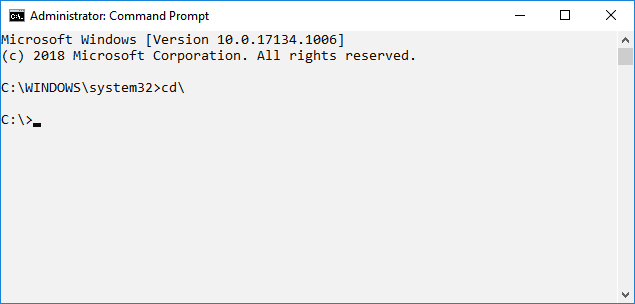 Administrator: Command Prompt
Microsoft Windows [Version 10.0.17134.1006]
(c) 2018 Microsoft Corporation. All rights reserved.
C:\WINDOWS\system32>cd\
C:\>